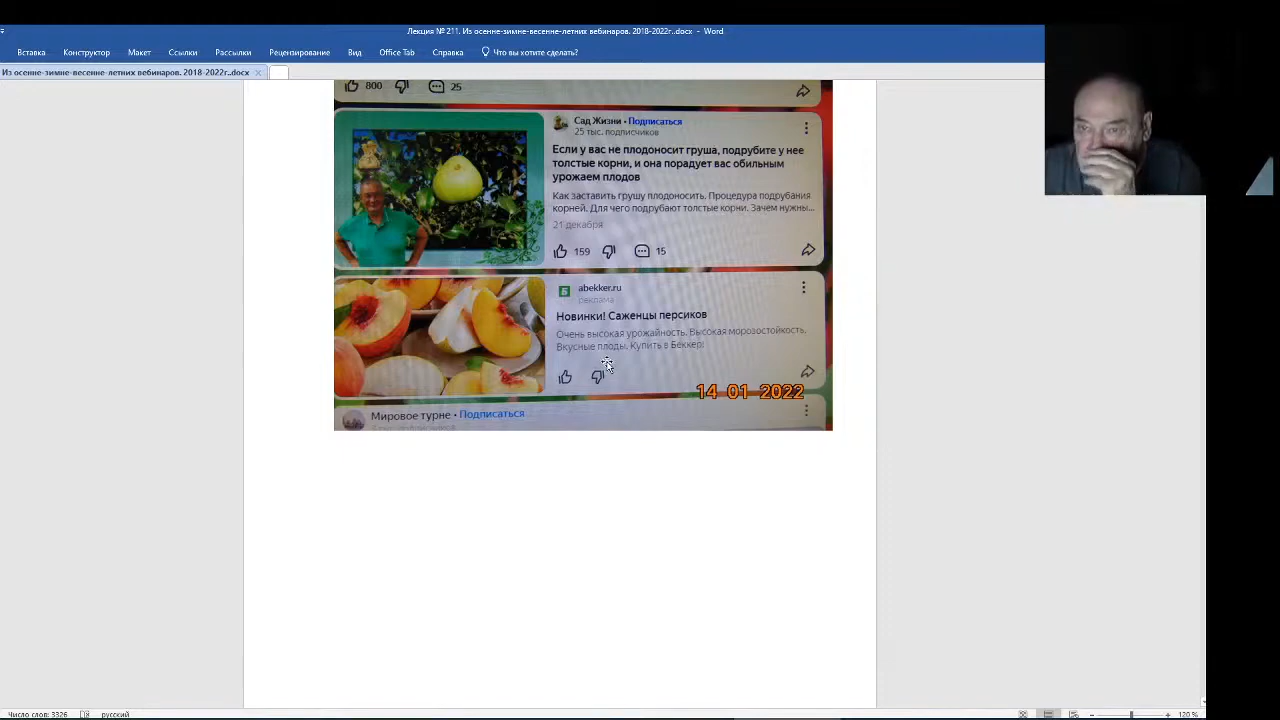 Лекция № 211. Из осенне-зимне-весенне-летних вебинаров. 2018-2022г..docx - Word
Вставка Конструктор Макет Ссылки Рассылки Рецензирование Вид Office Tab Справка Что вы хотите сделать?
Из осенне-зимне-весенне-летних вебинаров. 2018-2022г..docx
800 25
Сад Жизни • Подписаться
25 тыс. подписчиков
Если у вас не плодоносит груша, подрубите у нее
толстые корни, и она порадует вас обильным
урожаем плодов
Как заставить грушу плодоносить. Процедура подрубания
корней. Для чего подрубают толстые корни. Зачем нужны...
21 декабря
159 15
abekker.ru
реклама
Новинки! Саженцы персиков
Очень высокая урожайность. Высокая морозостойкость.
Вкусные плоды. Купить в Беккер!
14 01 2022
Мировое турне • Подписаться
Число слов: 3326 русский 120 %